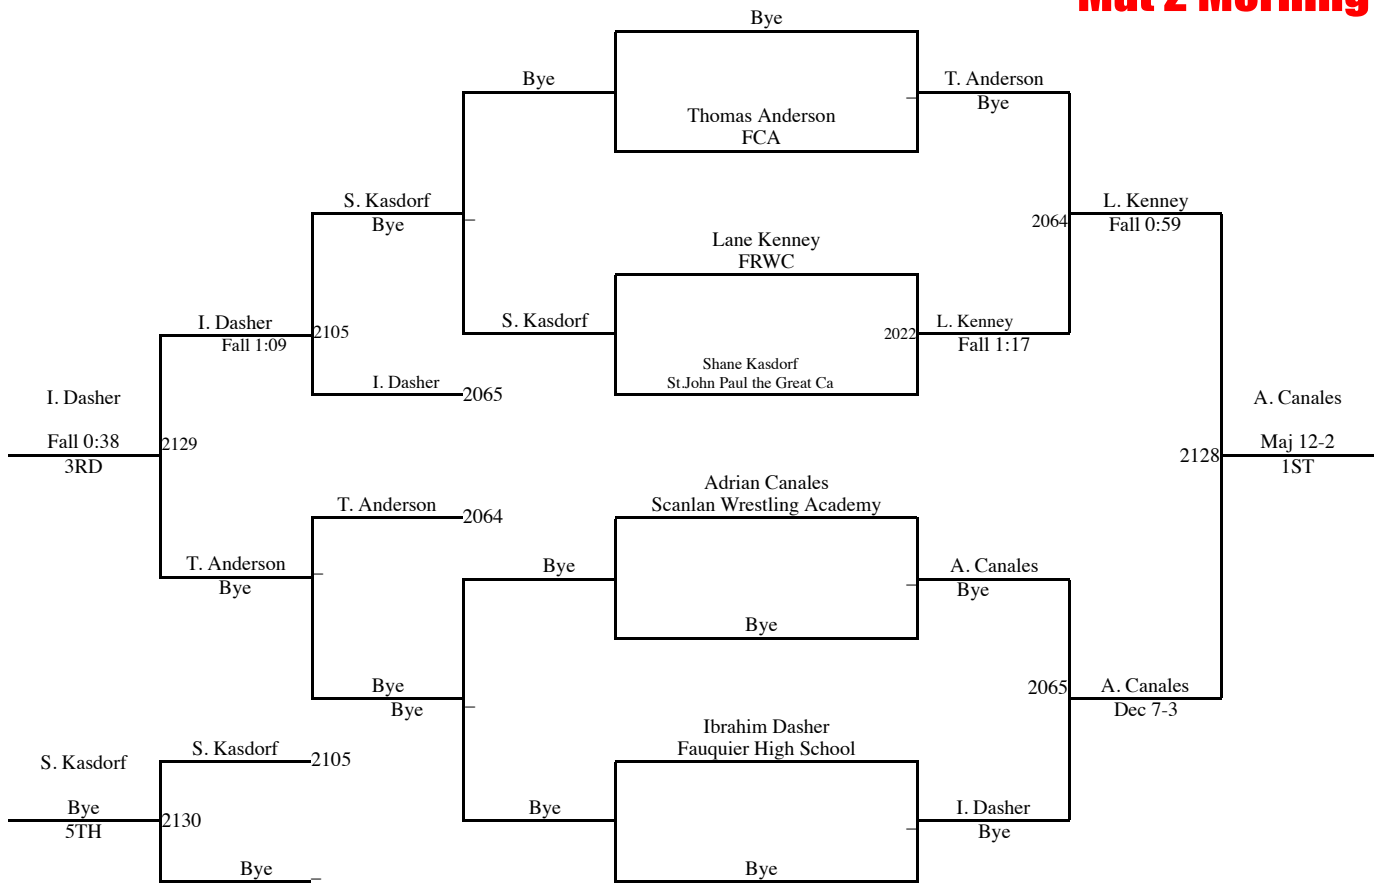 Mat 2 Morning
Bye
Bye
T. Anderson
Bye
Thomas Anderson
FCA
S. Kasdorf
Bye
L. Kenney
Fall 0:59
2064
Lane Kenney
FRWC
I. Dasher
Fall 1:09
2105
S. Kasdorf
2022
L. Kenney
Fall 1:17
Shane Kasdorf
St.John Paul the Great Ca
I. Dasher
2065
I. Dasher
Fall 0:38
3RD
2129
A. Canales
Maj 12-2
1ST
2128
Adrian Canales
Scanlan Wrestling Academy
T. Anderson
2064
T. Anderson
Bye
Bye
A. Canales
Bye
Bye
Bye
Bye
2065
A. Canales
Dec 7-3
Ibrahim Dasher
Fauquier High School
S. Kasdorf
2105
S. Kasdorf
Bye
5TH
2130
Bye
I. Dasher
Bye
Bye
Bye